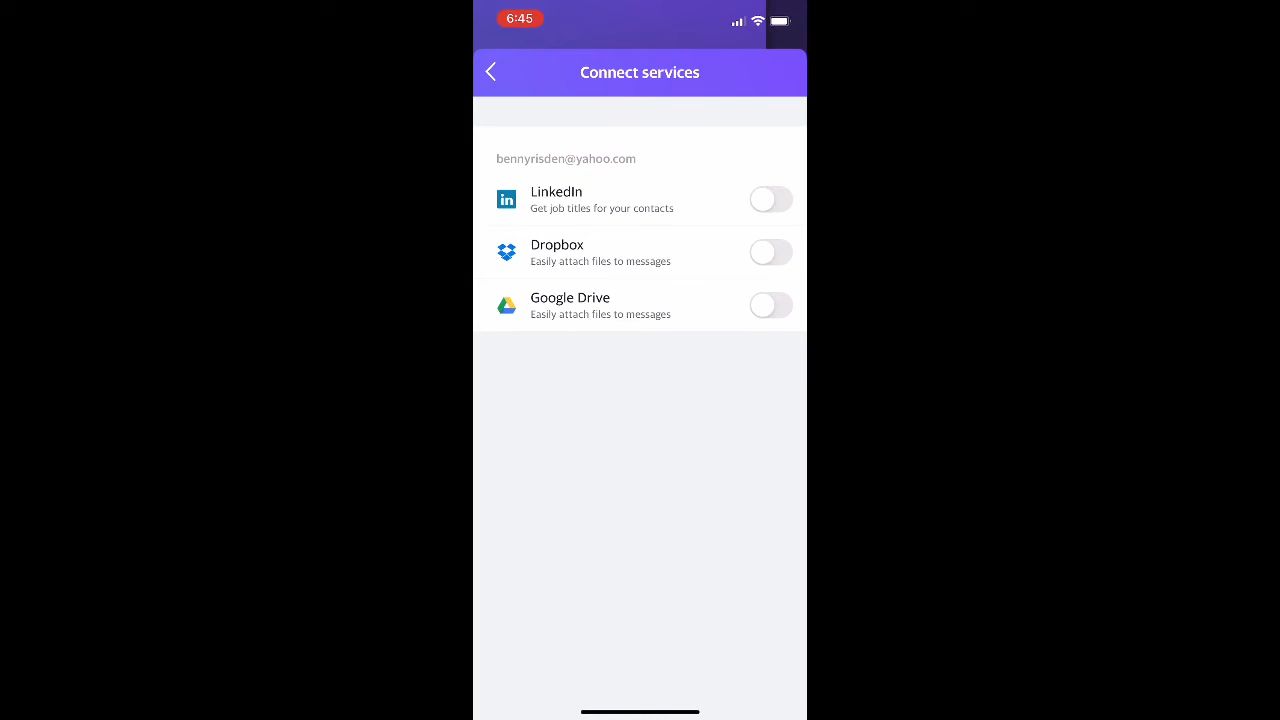 6:45
Connect services
bennyrisden@yahoo.com
LinkedIn
Get job titles for your contacts
Dropbox
Easily attach files to messages
Google Drive
Easily attach files to messages